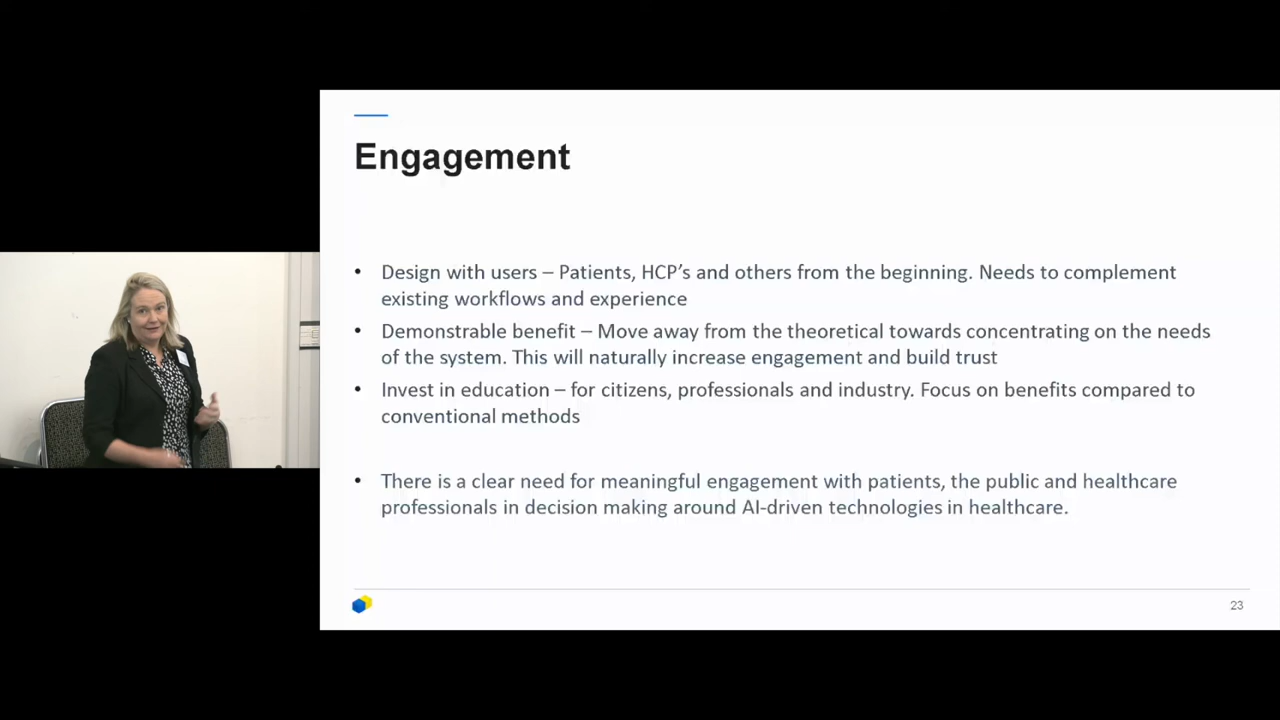 Engagement
• Design with users – Patients, HCP's and others from the beginning. Needs to complement
existing workflows and experience
• Demonstrable benefit – Move away from the theoretical towards concentrating on the needs
of the system. This will naturally increase engagement and build trust
• Invest in education – for citizens, professionals and industry. Focus on benefits compared to
conventional methods
• There is a clear need for meaningful engagement with patients, the public and healthcare
professionals in decision making around AI-driven technologies in healthcare.
23